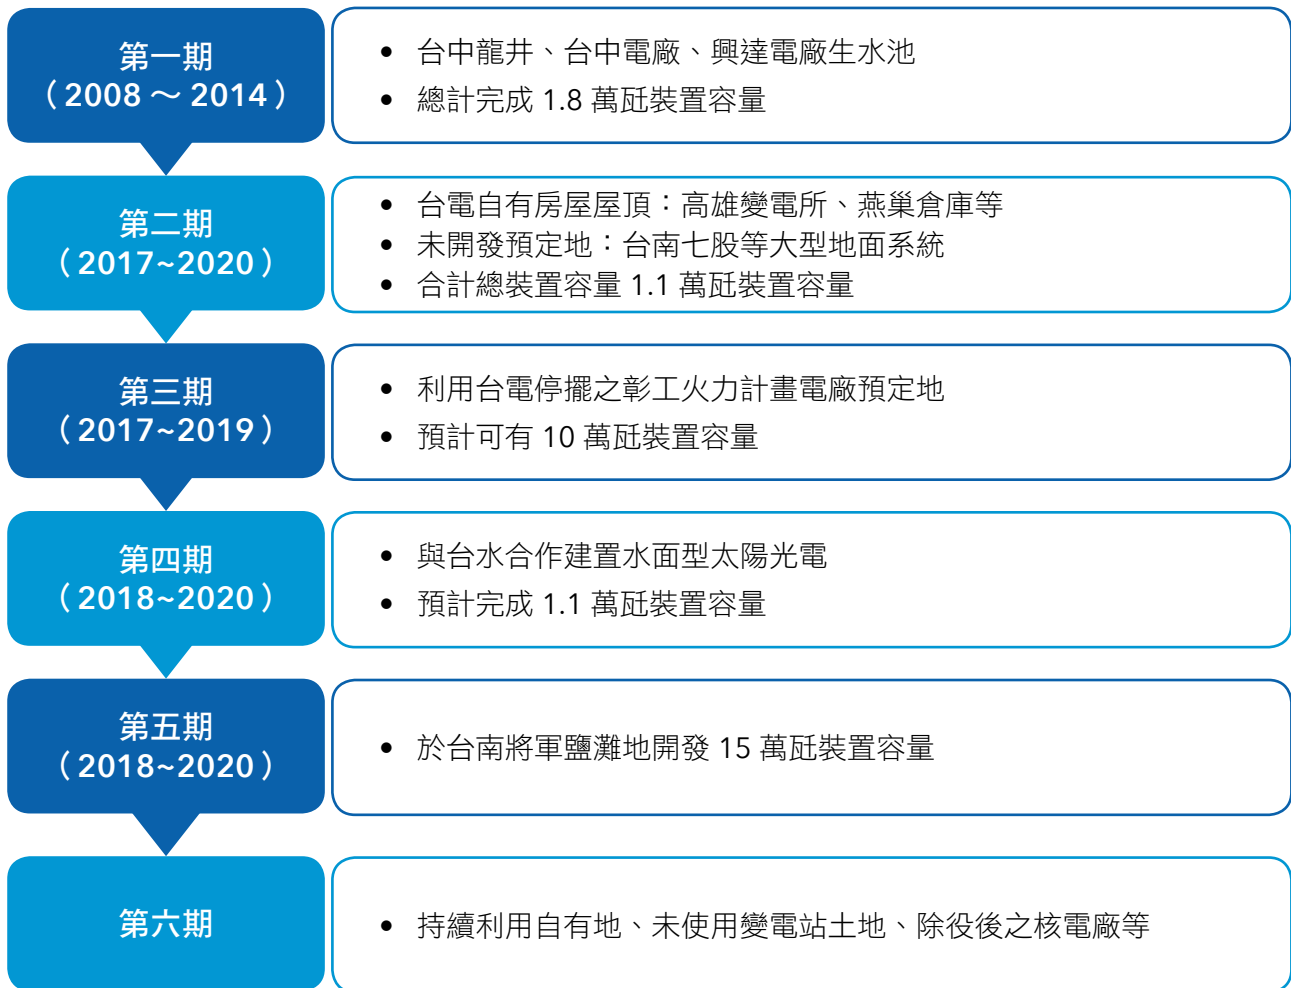 第一期
（2008～2014）
• 台中龍井、台中電廠、興達電廠生水池
• 總計完成 1.8 萬瓩裝置容量
第二期
（2017~2020）
• 台電自有房屋屋頂：高雄變電所、燕巢倉庫等
• 未開發預定地：台南七股等大型地面系統
• 合計總裝置容量 1.1 萬瓩裝置容量
第三期
（2017~2019）
• 利用台電停擺之彰工火力計畫電廠預定地
• 預計可有 10 萬瓩裝置容量
第四期
（2018~2020）
• 與台水合作建置水面型太陽光電
• 預計完成 1.1 萬瓩裝置容量
第五期
（2018~2020）
• 於台南將軍鹽灘地開發 15 萬瓩裝置容量
第六期
• 持續利用自有地、未使用變電站土地、除役後之核電廠等